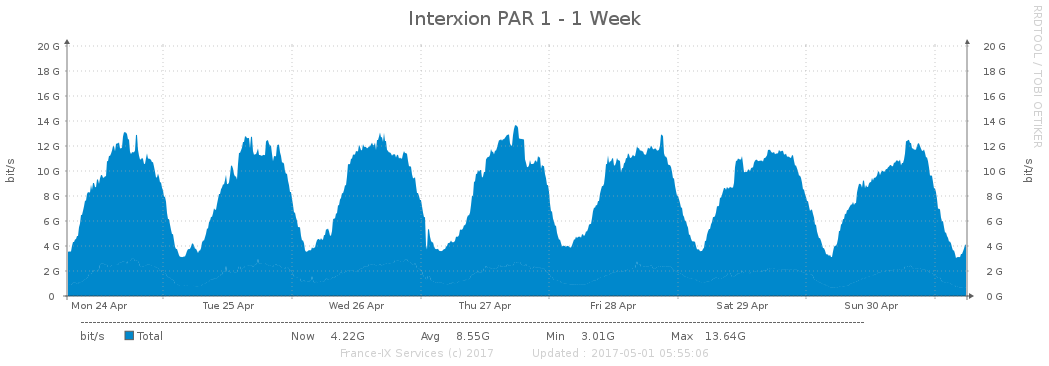 Interxion PAR 1 - 1 Week
RRDTOOL / TOBI OETIKER
20 G 20 G
18 G 18 G
16 G 16 G
14 G 14 G
12 G 12 G
10 G 10 G
8 G 8 G
6 G 6 G
4 G 4 G
2 G 2 G
0 0 G
bit/s bit/s
Mon 24 Apr Tue 25 Apr Wed 26 Apr Thu 27 Apr Fri 28 Apr Sat 29 Apr Sun 30 Apr
bit/s Total Now 4.22G Avg 8.55G Min 3.01G Max 13.64G
France-IX Services (c) 2017 Updated : 2017-05-01 05:55:06